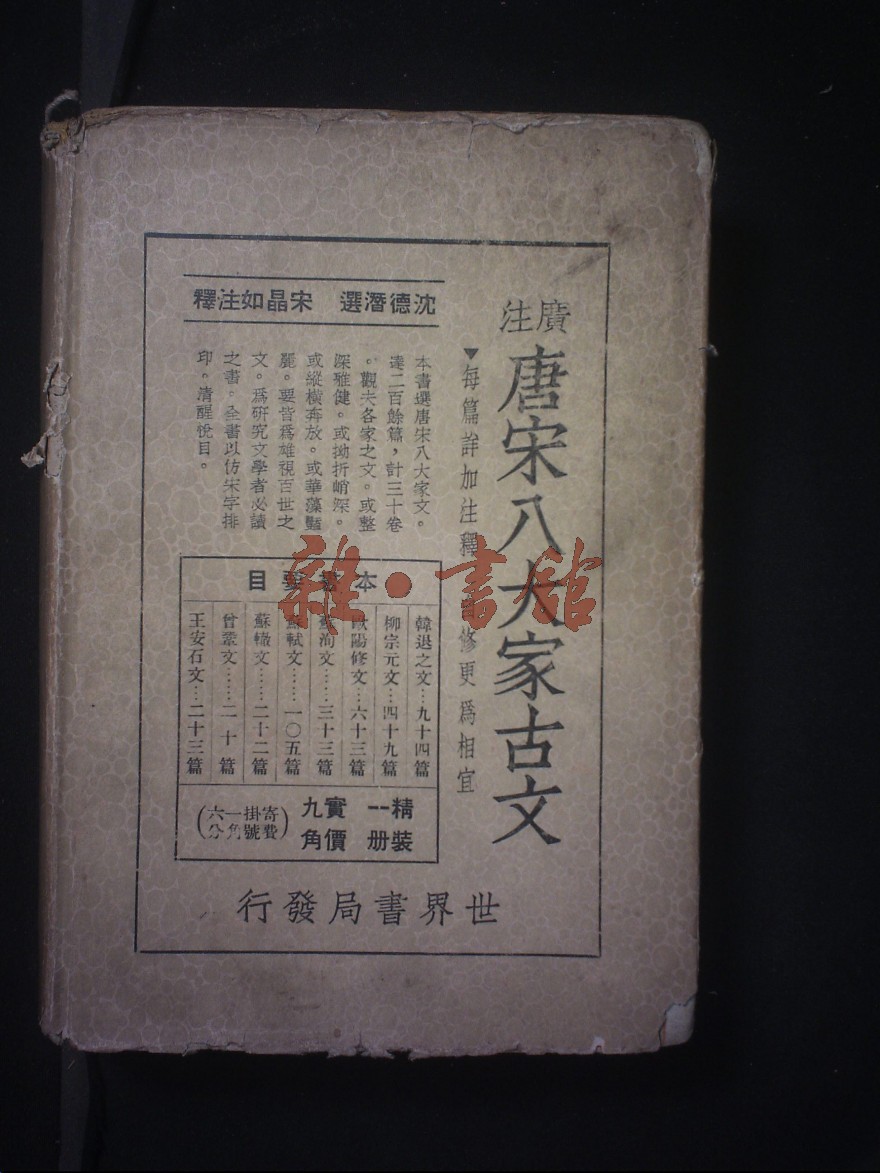 廣注
唐宋八大家古文
▼每篇詳加注釋 自修更爲相宜
沈德潛選 宋晶如注釋
本書選唐宋八大家文。
達二百餘篇，計三十卷
。觀夫各家之文。或整
深雅健。或拗折峭深。
或縱橫奔放。或華藻豔
麗。要皆爲雄視百世之
文。爲研究文學者必讀
之書。全書以仿宋字排
印。清醒悅目。
本書要目
韓退之文…九十四篇
柳宗元文…四十九篇
歐陽修文…六十三篇
蘇洵文……三十三篇
蘇軾文……一〇五篇
蘇轍文……二十二篇
曾鞏文……二十篇
王安石文…二十三篇
精裝
一册
實價
九角
(寄費掛號一角六分)
世界書局發行
雜·書館